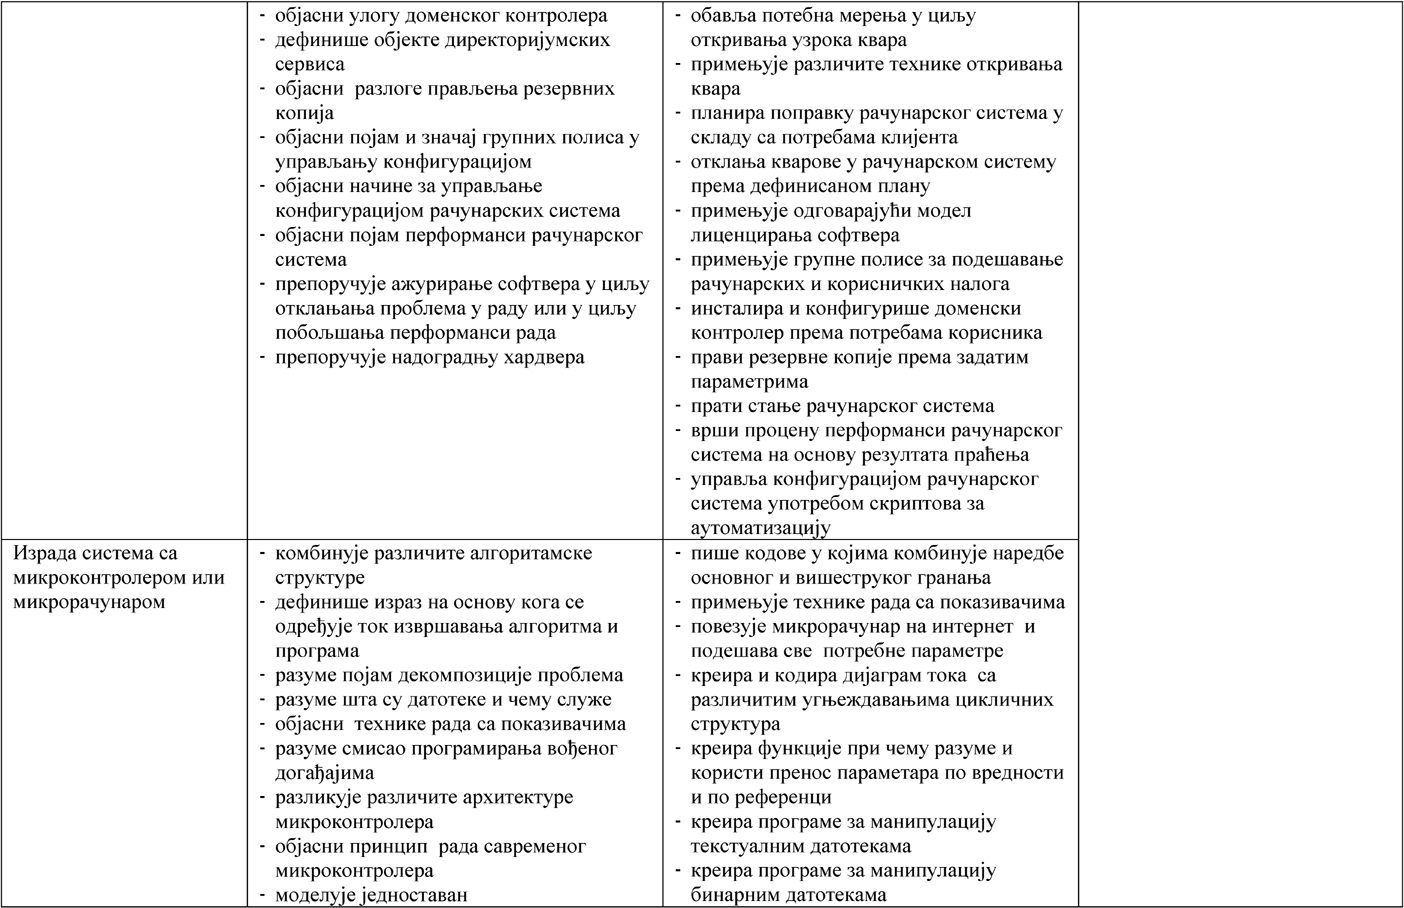 - објасни улогу доменског контролера
- дефинише објекте директоријумских
сервиса
- објасни  разлоге прављења резервних
копија
- објасни појам и значај групних полиса у
управљању конфигурацијом
- објасни начине за управљање
конфигурацијом рачунарских система
- објасни појам перформанси рачунарског
система
- препоручује ажурирање софтвера у циљу
отклањања проблема у раду или у циљу
побољшања перформанси рада
- препоручује надоградњу хардвера
- обавља потебна мерења у циљу
откривања узрока квара
- примењује различите технике откривања
квара
- планира поправку рачунарског система у
складу са потребама клијента
- отклања кварове у рачунарском систему
према дефинисаном плану
- примењује одговарајући модел
лиценцирања софтвера
- примењује групне полисе за подешавање
рачунарских и корисничких налога
- инсталира и конфигурише доменски
контролер према потребама корисника
- прави резервне копије према задатим
параметрима
- прати стање рачунарског система
- врши процену перформанси рачунарског
система на основу резултата праћења
- управља конфигурацијом рачунарског
система употребом скриптова за
аутоматизацију
Израда система са
микроконтролером или
микрорачунаром
- комбинује различите алгоритамске
структуре
- дефинише израз на основу кога се
одређује ток извршавања алгоритма и
програма
- разуме појам декомпозиције проблема
- разуме шта су датотеке и чему служе
- објасни  технике рада са показивачима
- разуме смисао програмирања вођеног
догађајима
- разликује различите архитектуре
микроконтролера
- објасни принцип  рада савременог
микроконтролера
- моделује једноставан
- пише кодове у којима комбинује наредбе
основног и вишеструког гранања
- примењује технике рада са показивачима
- повезује микрорачунар на интернет  и
подешава све  потребне параметре
- креира и кодира дијаграм тока  са
различитим угњеждавањима цикличних
структура
- креира функције при чему разуме и
користи пренос параметара по вредности
и по референци
- креира програме за манипулацију
текстуалним датотекама
- креира програме за манипулацију
бинарним датотекама